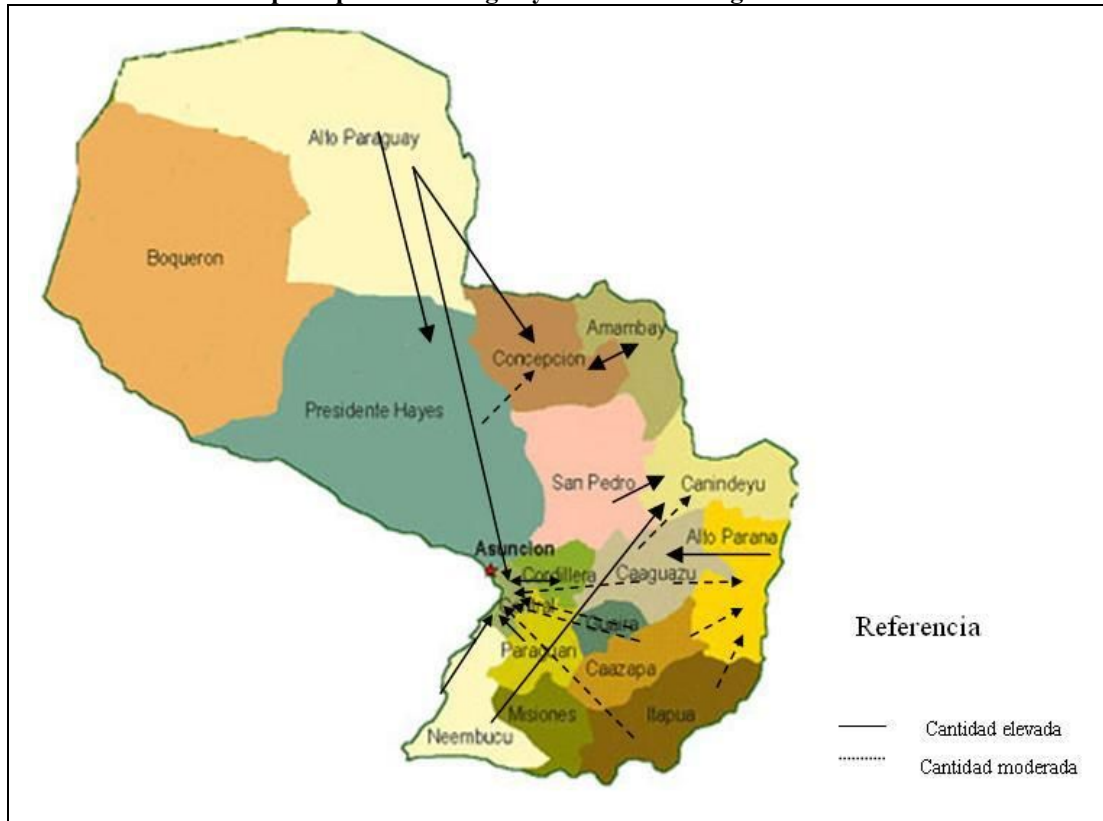 Alto Paraguay
Boqueron
Amambay
Concepcion
Presidente Hayes
San Pedro
Canindeyu
Alto Parana
Asuncion
Cordillera
Caaguazu
Central
Guaira
Paraguari
Caazapa
Misiones
Itapua
Neembucu
Referencia
Cantidad elevada
Cantidad moderada